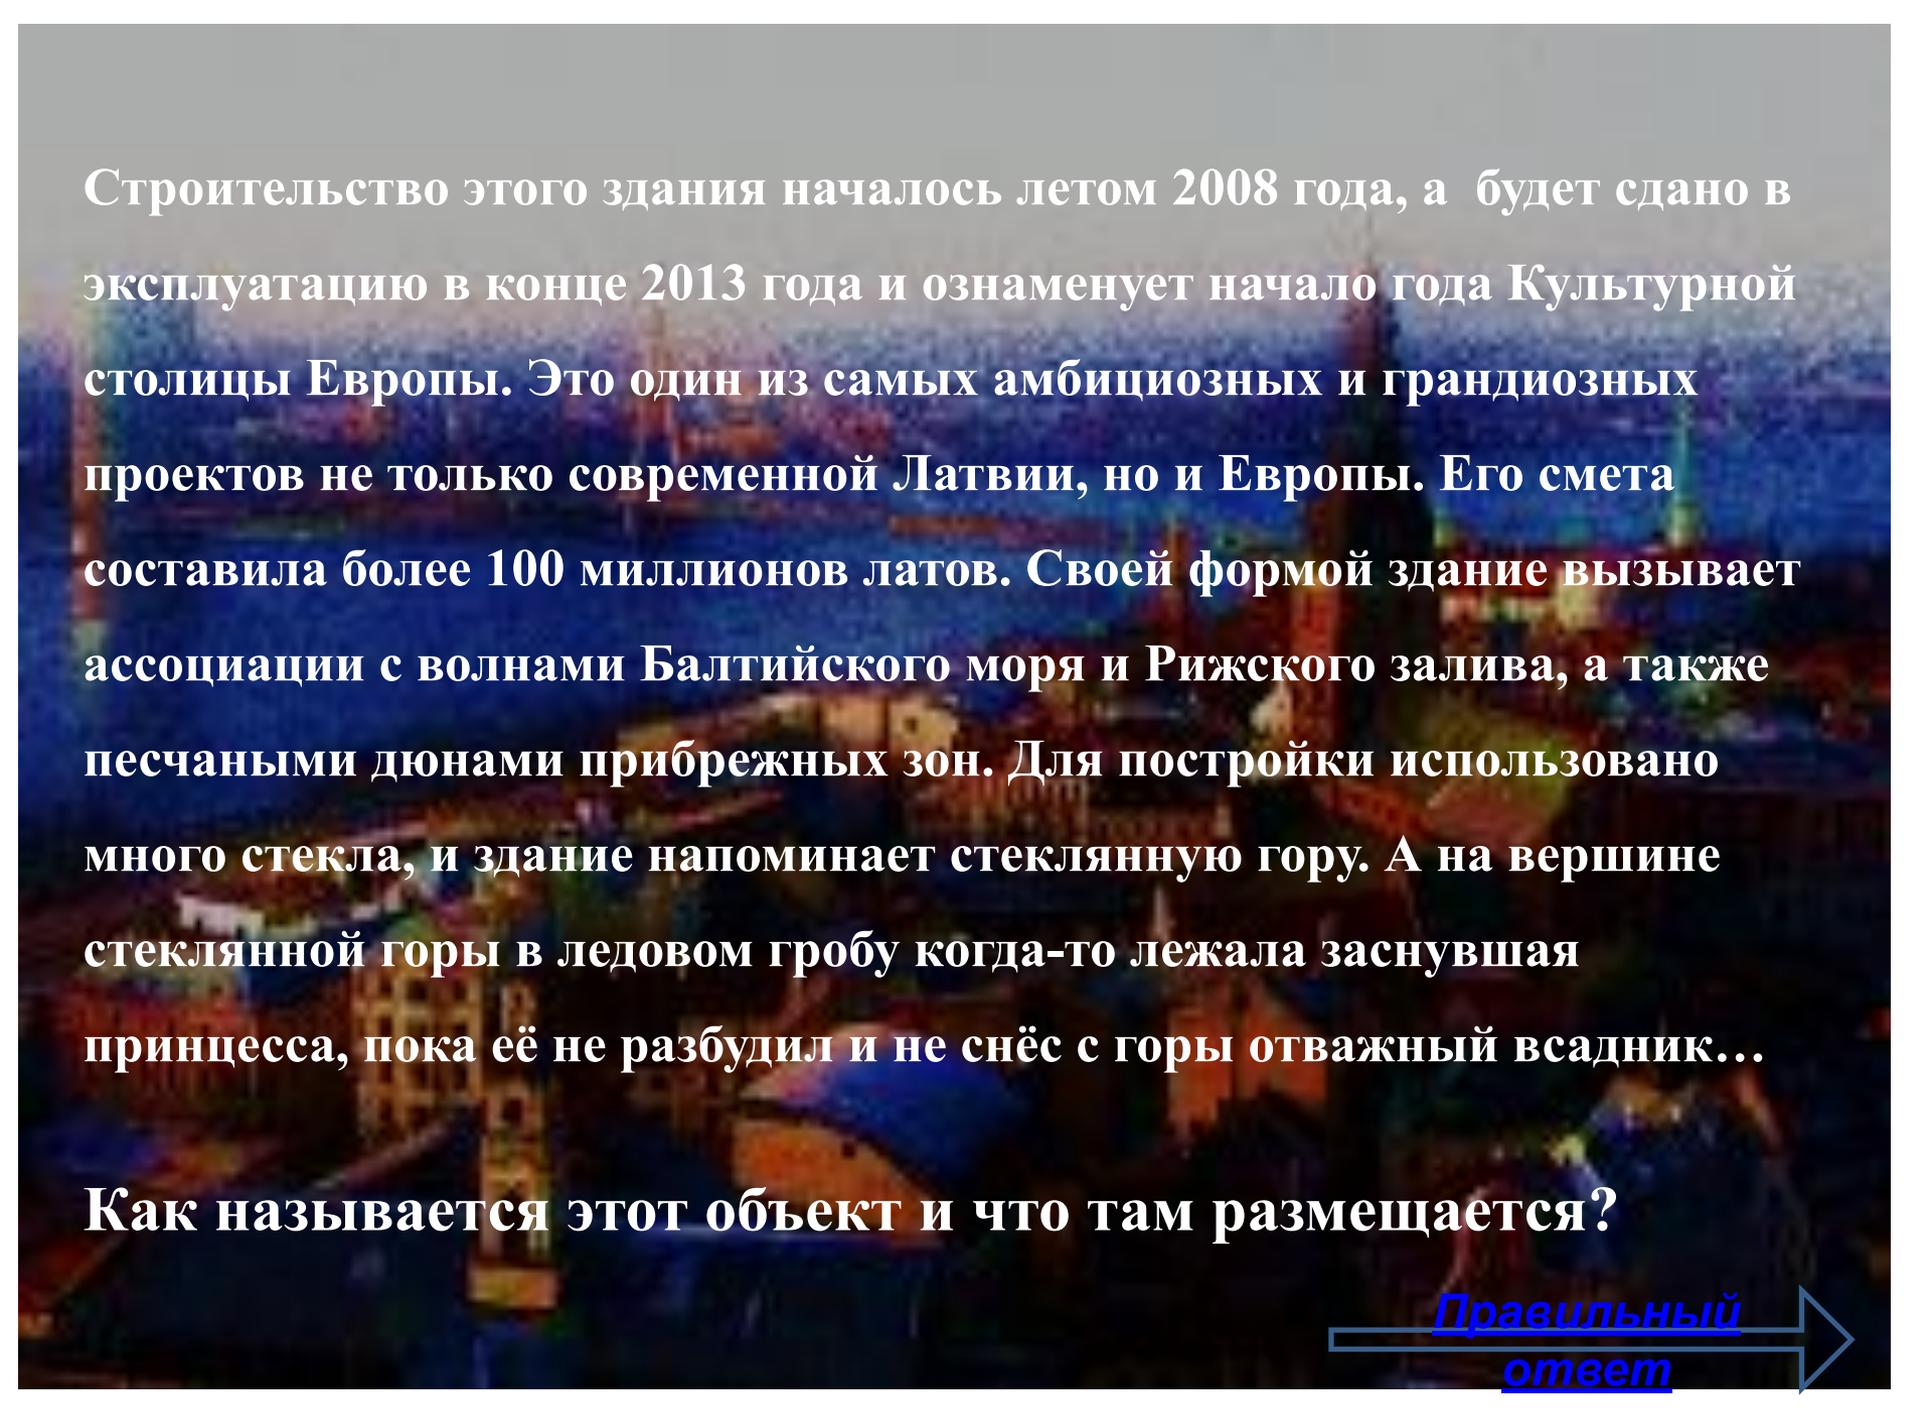 Строительство этого здания началось летом 2008 года, а  будет сдано в
эксплуатацию в конце 2013 года и ознаменует начало года Культурной
столицы Европы. Это один из самых амбициозных и грандиозных
проектов не только современной Латвии, но и Европы. Его смета
составила более 100 миллионов латов. Своей формой здание вызывает
ассоциации с волнами Балтийского моря и Рижского залива, а также
песчаными дюнами прибрежных зон. Для постройки использовано
много стекла, и здание напоминает стеклянную гору. А на вершине
стеклянной горы в ледовом гробу когда-то лежала заснувшая
принцесса, пока её не разбудил и не снёс с горы отважный всадник…
Как называется этот объект и что там размещается?
Правильный
ответ